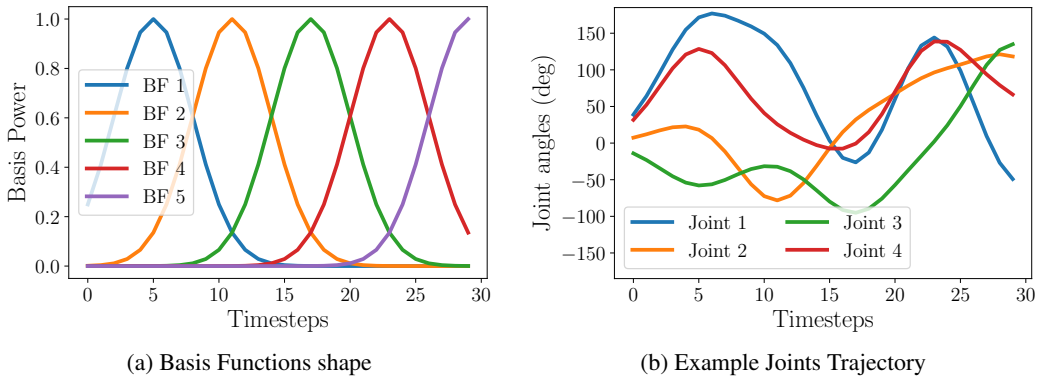 1.0
0.8
0.6
0.4
0.2
0.0
Basis Power
BF 1
BF 2
BF 3
BF 4
BF 5
0 5 10 15 20 25 30
Timesteps
(a) Basis Functions shape
150
100
50
0
−50
−100
−150
Joint angles (deg)
Joint 1 Joint 3
Joint 2 Joint 4
0 5 10 15 20 25 30
Timesteps
(b) Example Joints Trajectory